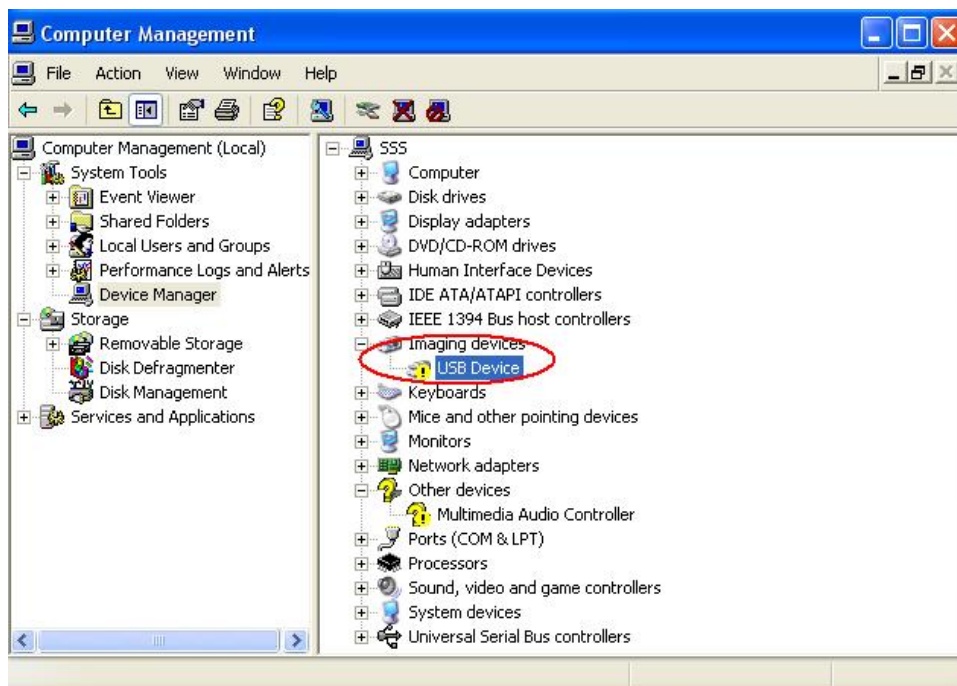 Computer Management
File Action View Window Help
Computer Management (Local)
System Tools
Event Viewer
Shared Folders
Local Users and Groups
Performance Logs and Alerts
Device Manager
Storage
Removable Storage
Disk Defragmenter
Disk Management
Services and Applications
SSS
Computer
Disk drives
Display adapters
DVD/CD-ROM drives
Human Interface Devices
IDE ATA/ATAPI controllers
IEEE 1394 Bus host controllers
Imaging devices
USB Device
Keyboards
Mice and other pointing devices
Monitors
Network adapters
Other devices
Multimedia Audio Controller
Ports (COM & LPT)
Processors
Sound, video and game controllers
System devices
Universal Serial Bus controllers